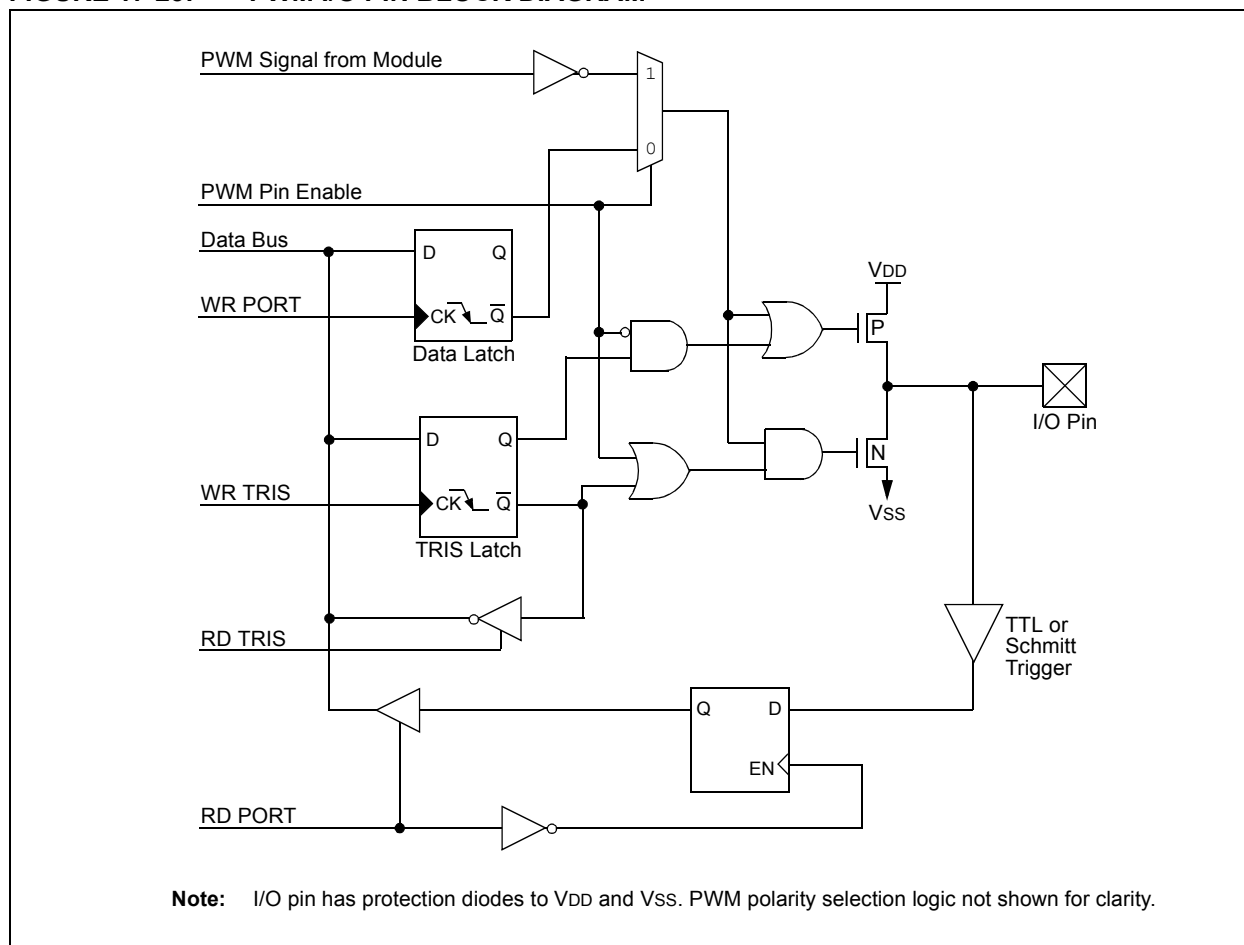 PWM Signal from Module
1
0
PWM Pin Enable
Data Bus
D
Q
WR PORT
CK
Q
Data Latch
VDD
P
I/O Pin
D
Q
N
WR TRIS
CK
Q
VSS
TRIS Latch
RD TRIS
TTL or
Schmitt
Trigger
Q
D
EN
RD PORT
Note: I/O pin has protection diodes to VDD and VSS. PWM polarity selection logic not shown for clarity.